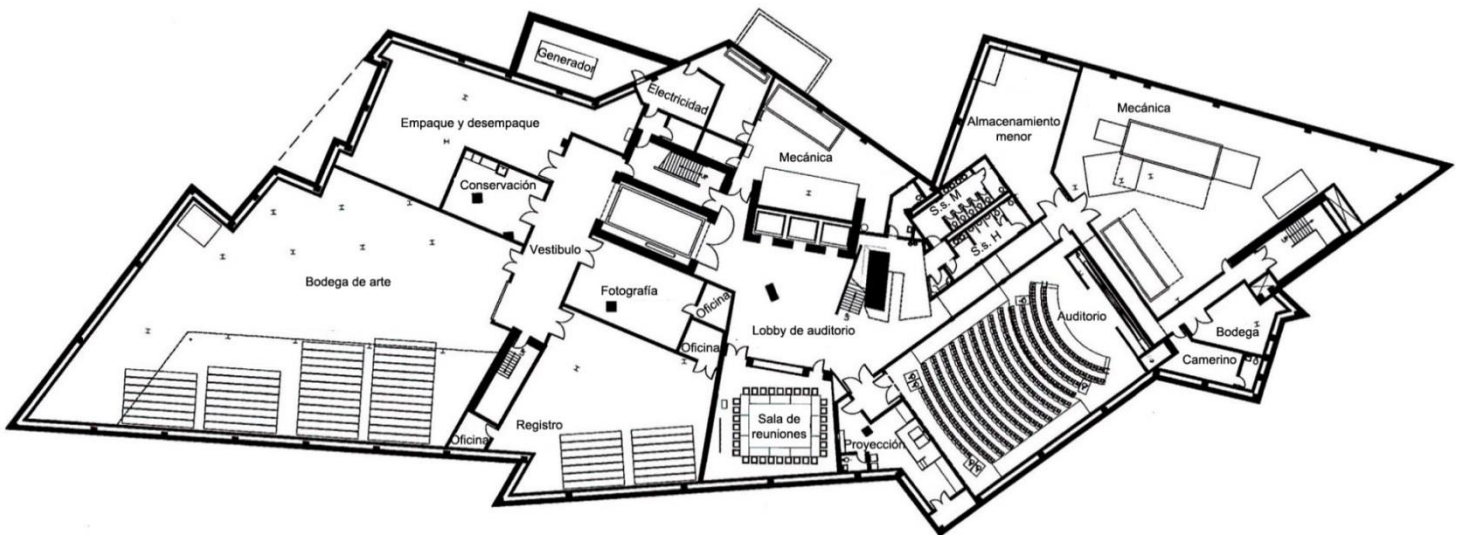 Generador
Electricidad
Empaque y desempaque
Mecánica
Almacenamiento
menor
Mecánica
Conservación
S.s. M
S.s. H
Vestíbulo
Bodega de arte
Fotografía
Oficina
Lobby de auditorio
Auditorio
Oficina
Bodega
Camerino
Registro
Oficina
Sala de
reuniones
Proyección